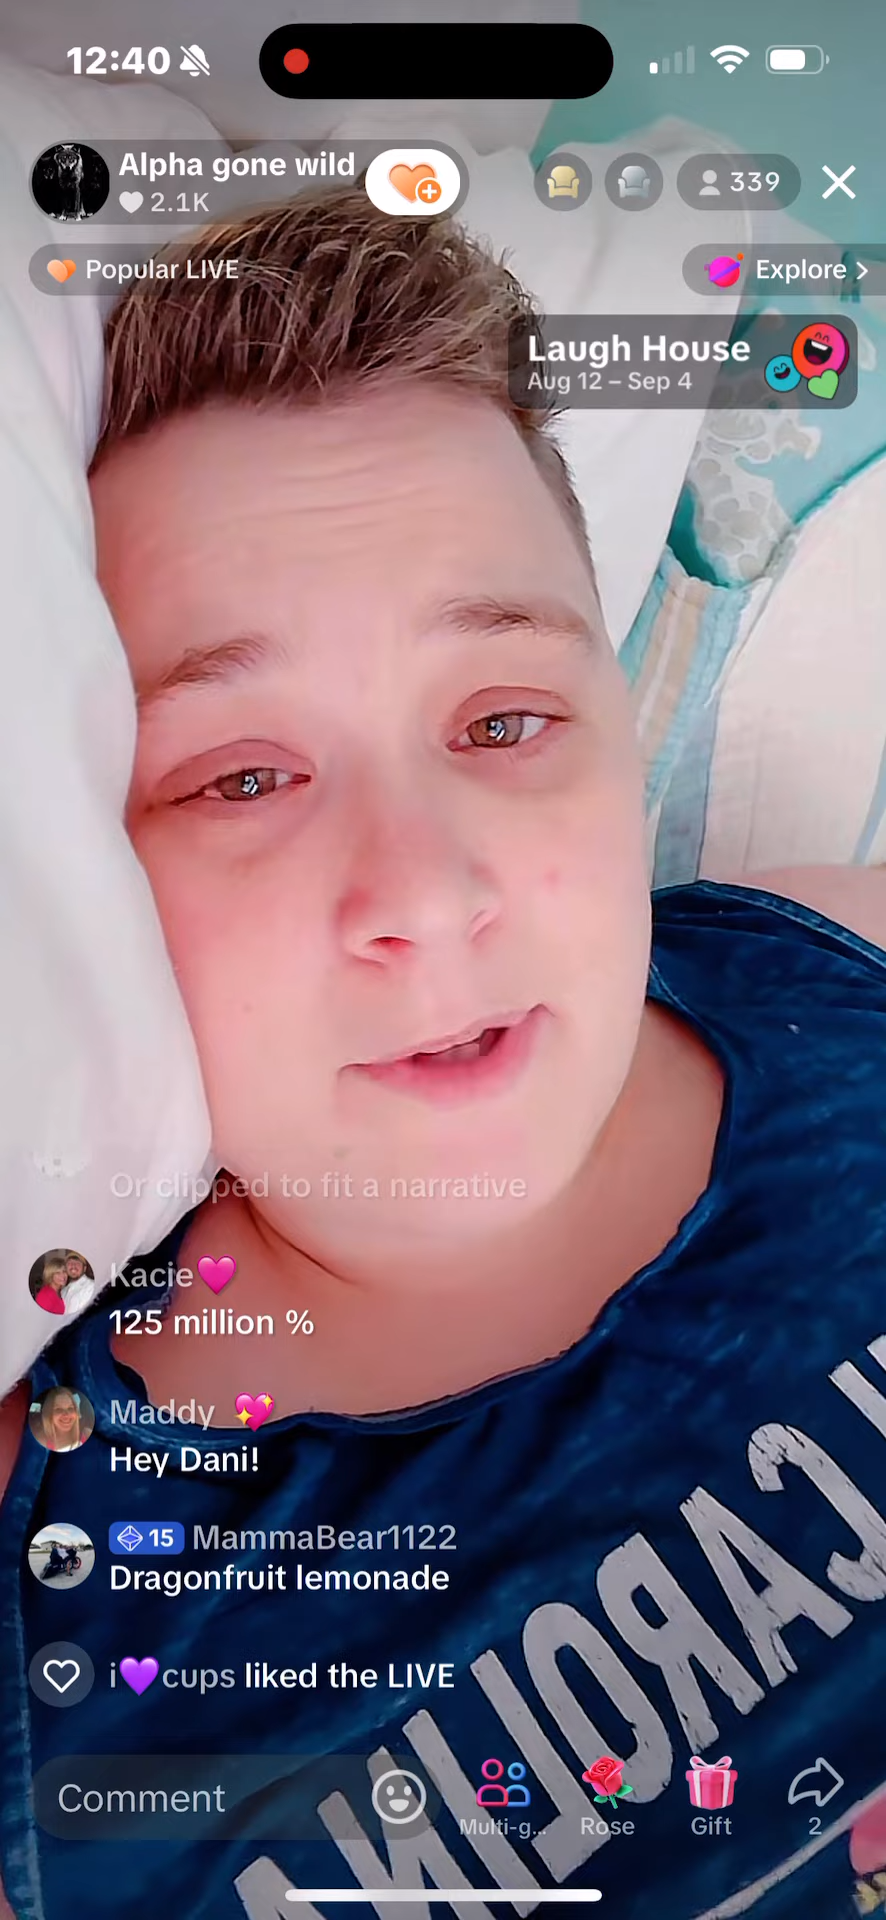 12:40
Alpha gone wild
2.1K
339
Popular LIVE
Explore >
Laugh House
Aug 12 – Sep 4
Or clipped to fit a narrative
Kacie💗
125 million %
Maddy 💖
Hey Dani!
15 MammaBear1122
Dragonfruit lemonade
i💜cups liked the LIVE
CAROLINA
Comment
Multi-g...
Rose
Gift
2